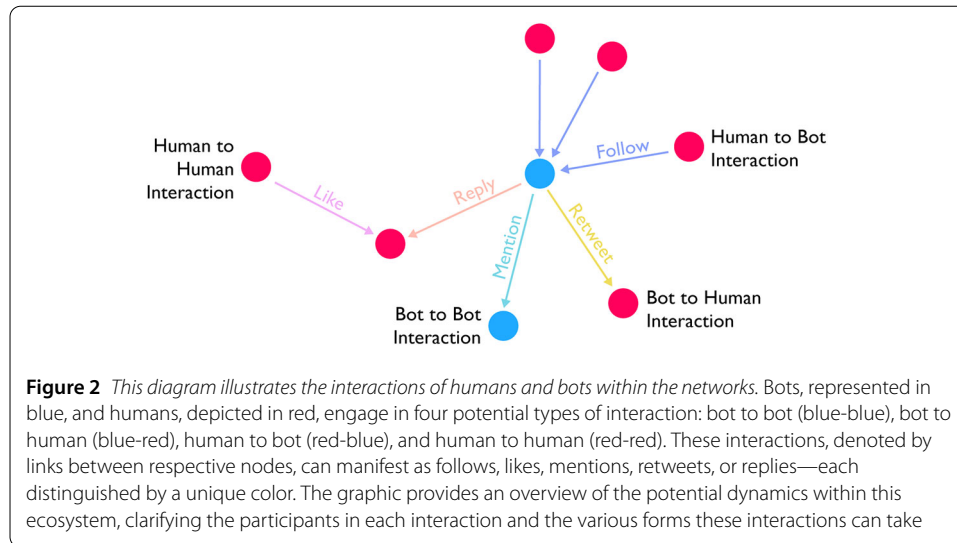 Human to
Human
Interaction
Like
Reply
Follow
Human to Bot
Interaction
Mention
Retweet
Bot to Bot
Interaction
Bot to Human
Interaction
Figure 2 This diagram illustrates the interactions of humans and bots within the networks. Bots, represented in
blue, and humans, depicted in red, engage in four potential types of interaction: bot to bot (blue-blue), bot to
human (blue-red), human to bot (red-blue), and human to human (red-red). These interactions, denoted by
links between respective nodes, can manifest as follows, likes, mentions, retweets, or replies—each
distinguished by a unique color. The graphic provides an overview of the potential dynamics within this
ecosystem, clarifying the participants in each interaction and the various forms these interactions can take